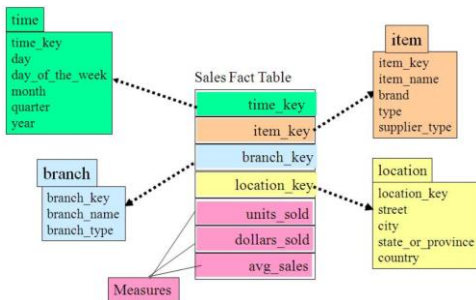 time
time_key
day
day_of_the_week
month
quarter
year
item
item_key
item_name
brand
type
supplier_type
Sales Fact Table
time_key
item_key
branch_key
location_key
units_sold
dollars_sold
avg_sales
branch
branch_key
branch_name
branch_type
location
location_key
street
city
state_or_province
country
Measures